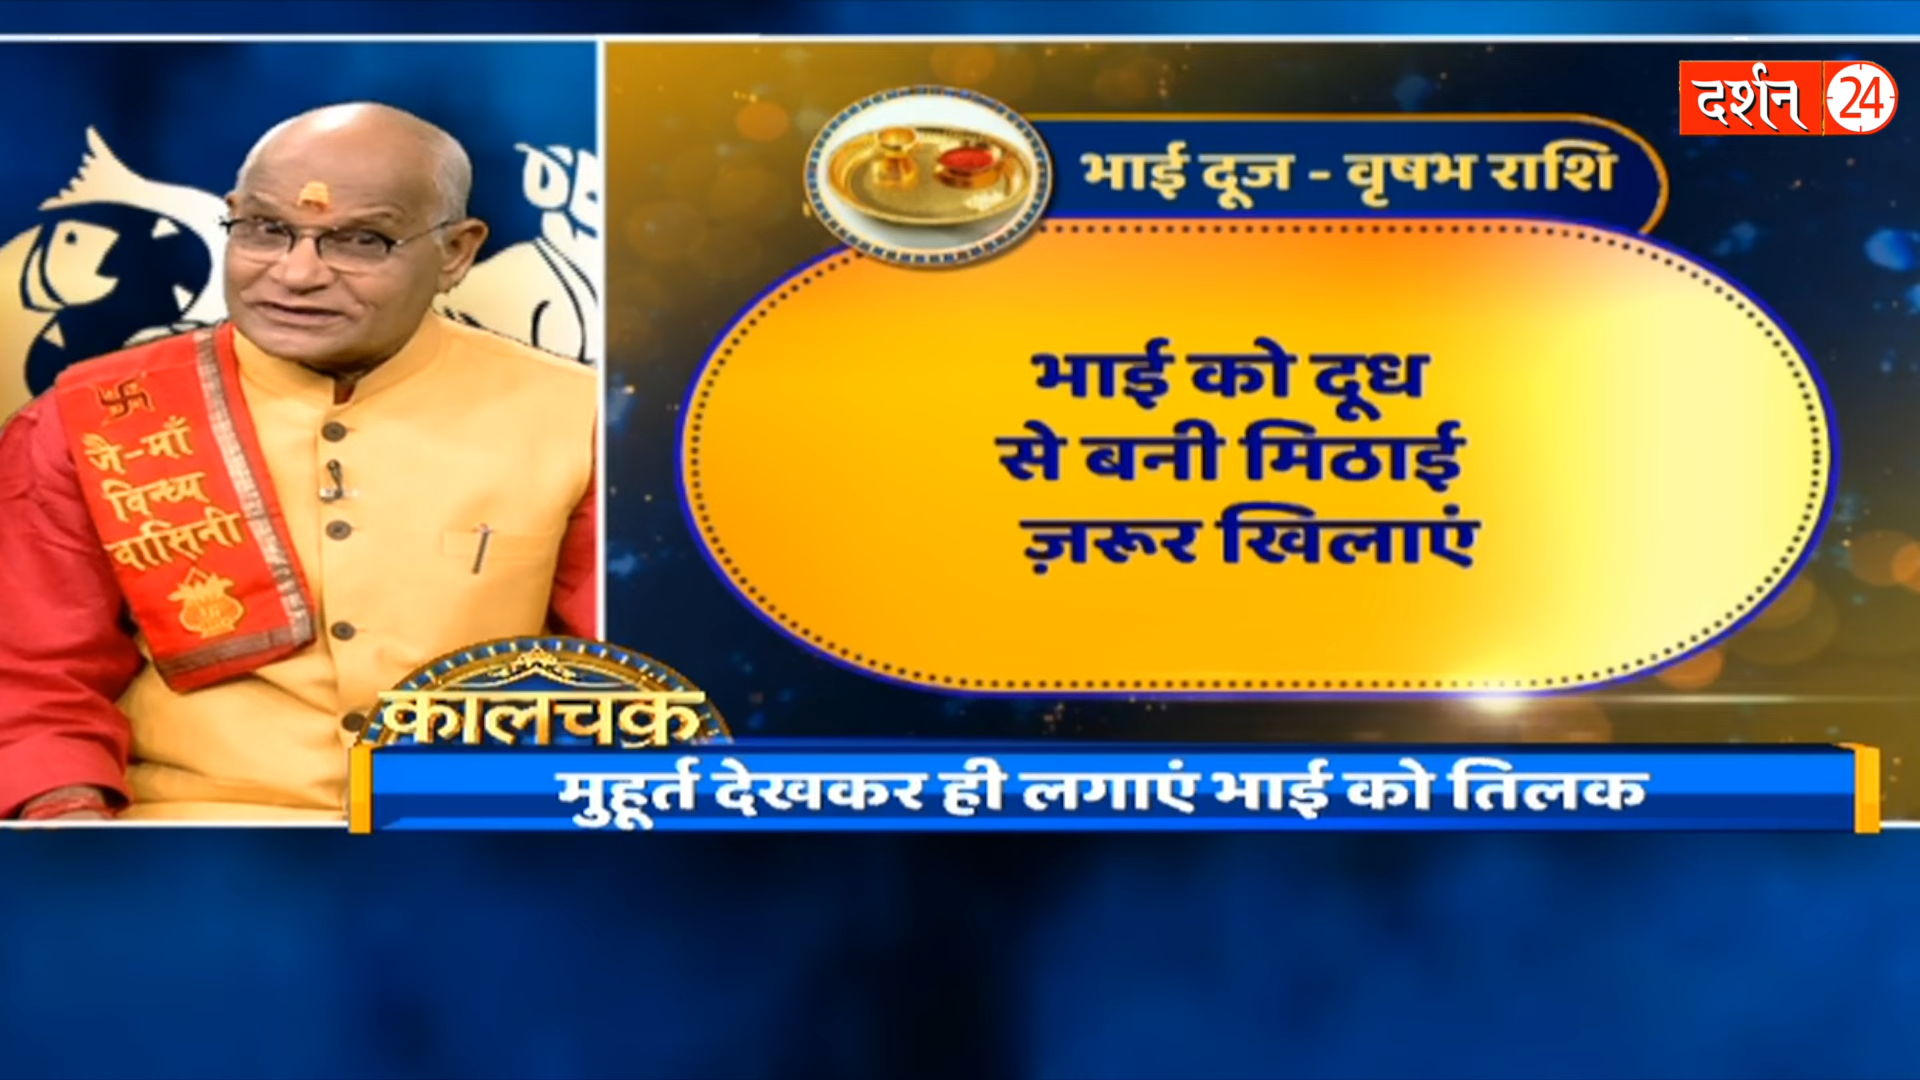 दर्शन 24
भाई दूज - वृषभ राशि
भाई को दूध
से बनी मिठाई
ज़रूर खिलाएं
जै-माँ
विन्ध्य
वासिनी
कालचक्र
मुहूर्त देखकर ही लगाएं भाई को तिलक